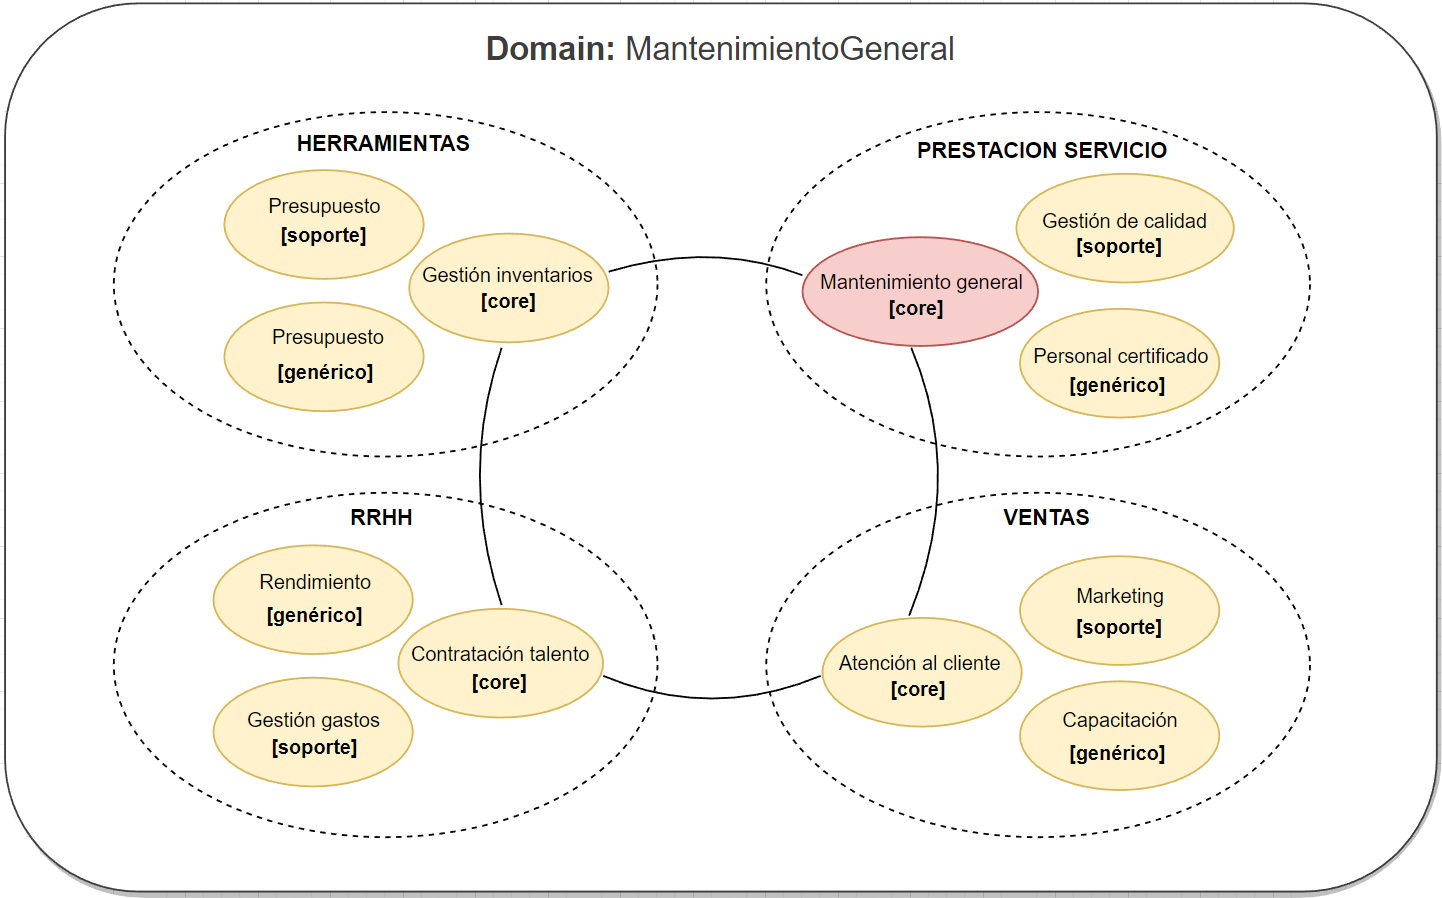 Domain: MantenimientoGeneral
HERRAMIENTAS
Presupuesto
[soporte]
Gestión inventarios
[core]
Presupuesto
[genérico]
PRESTACION SERVICIO
Gestión de calidad
[soporte]
Mantenimiento general
[core]
Personal certificado
[genérico]
RRHH
Rendimiento
[genérico]
Contratación talento
[core]
Gestión gastos
[soporte]
VENTAS
Marketing
[soporte]
Atención al cliente
[core]
Capacitación
[genérico]